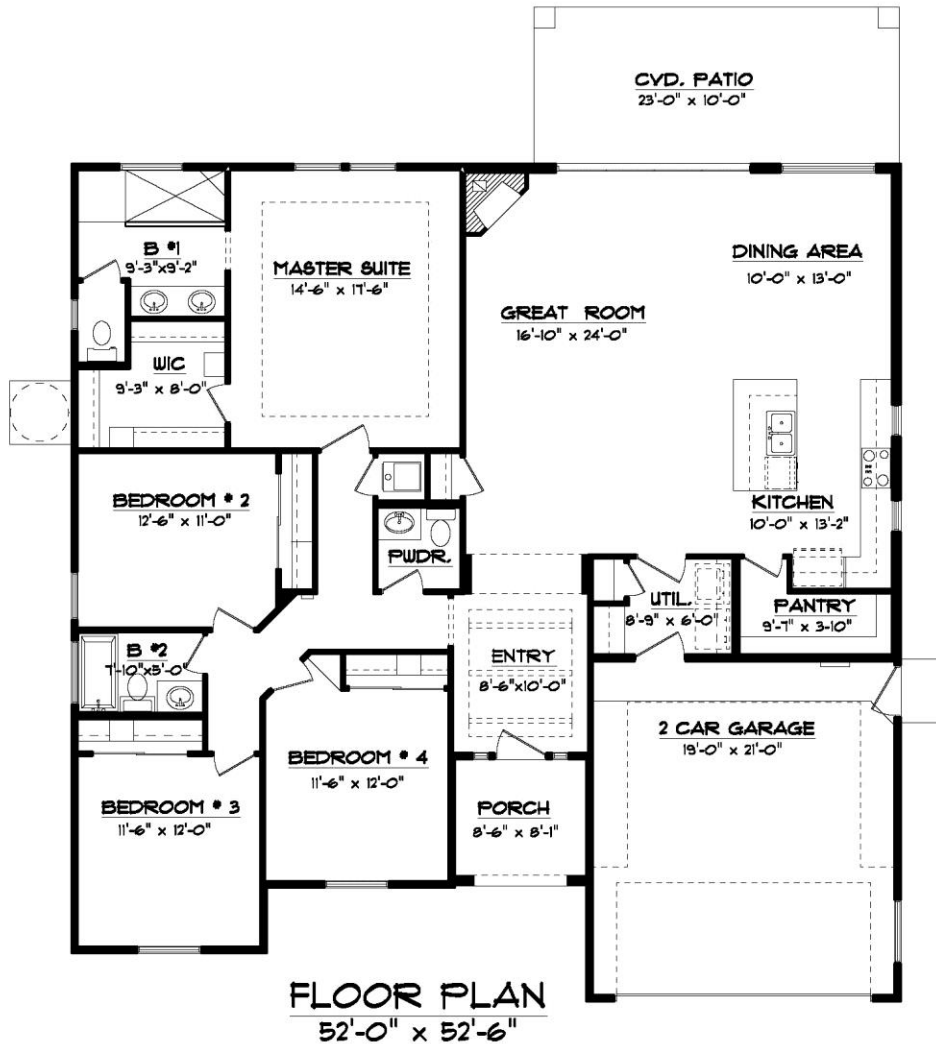 CVD. PATIO
23'-0" x 10'-0"
B #1
9'-3"x9'-2"
MASTER SUITE
14'-6" x 17'-6"
DINING AREA
10'-0" x 13'-0"
GREAT ROOM
16'-10" x 24'-0"
WIC
9'-3" x 8'-0"
BEDROOM # 2
12'-6" x 11'-0"
KITCHEN
10'-0" x 13'-2"
PWDR.
UTIL.
8'-9" x 6'-0"
PANTRY
9'-7" x 3-10"
B #2
7'-10"x5'-0"
ENTRY
8'-6"x10'-0"
2 CAR GARAGE
19'-0" x 21'-0"
BEDROOM # 4
11'-6" x 12'-0"
BEDROOM # 3
11'-6" x 12'-0"
PORCH
8'-6" x 8'-1"
FLOOR PLAN
52'-0" x 52'-6"